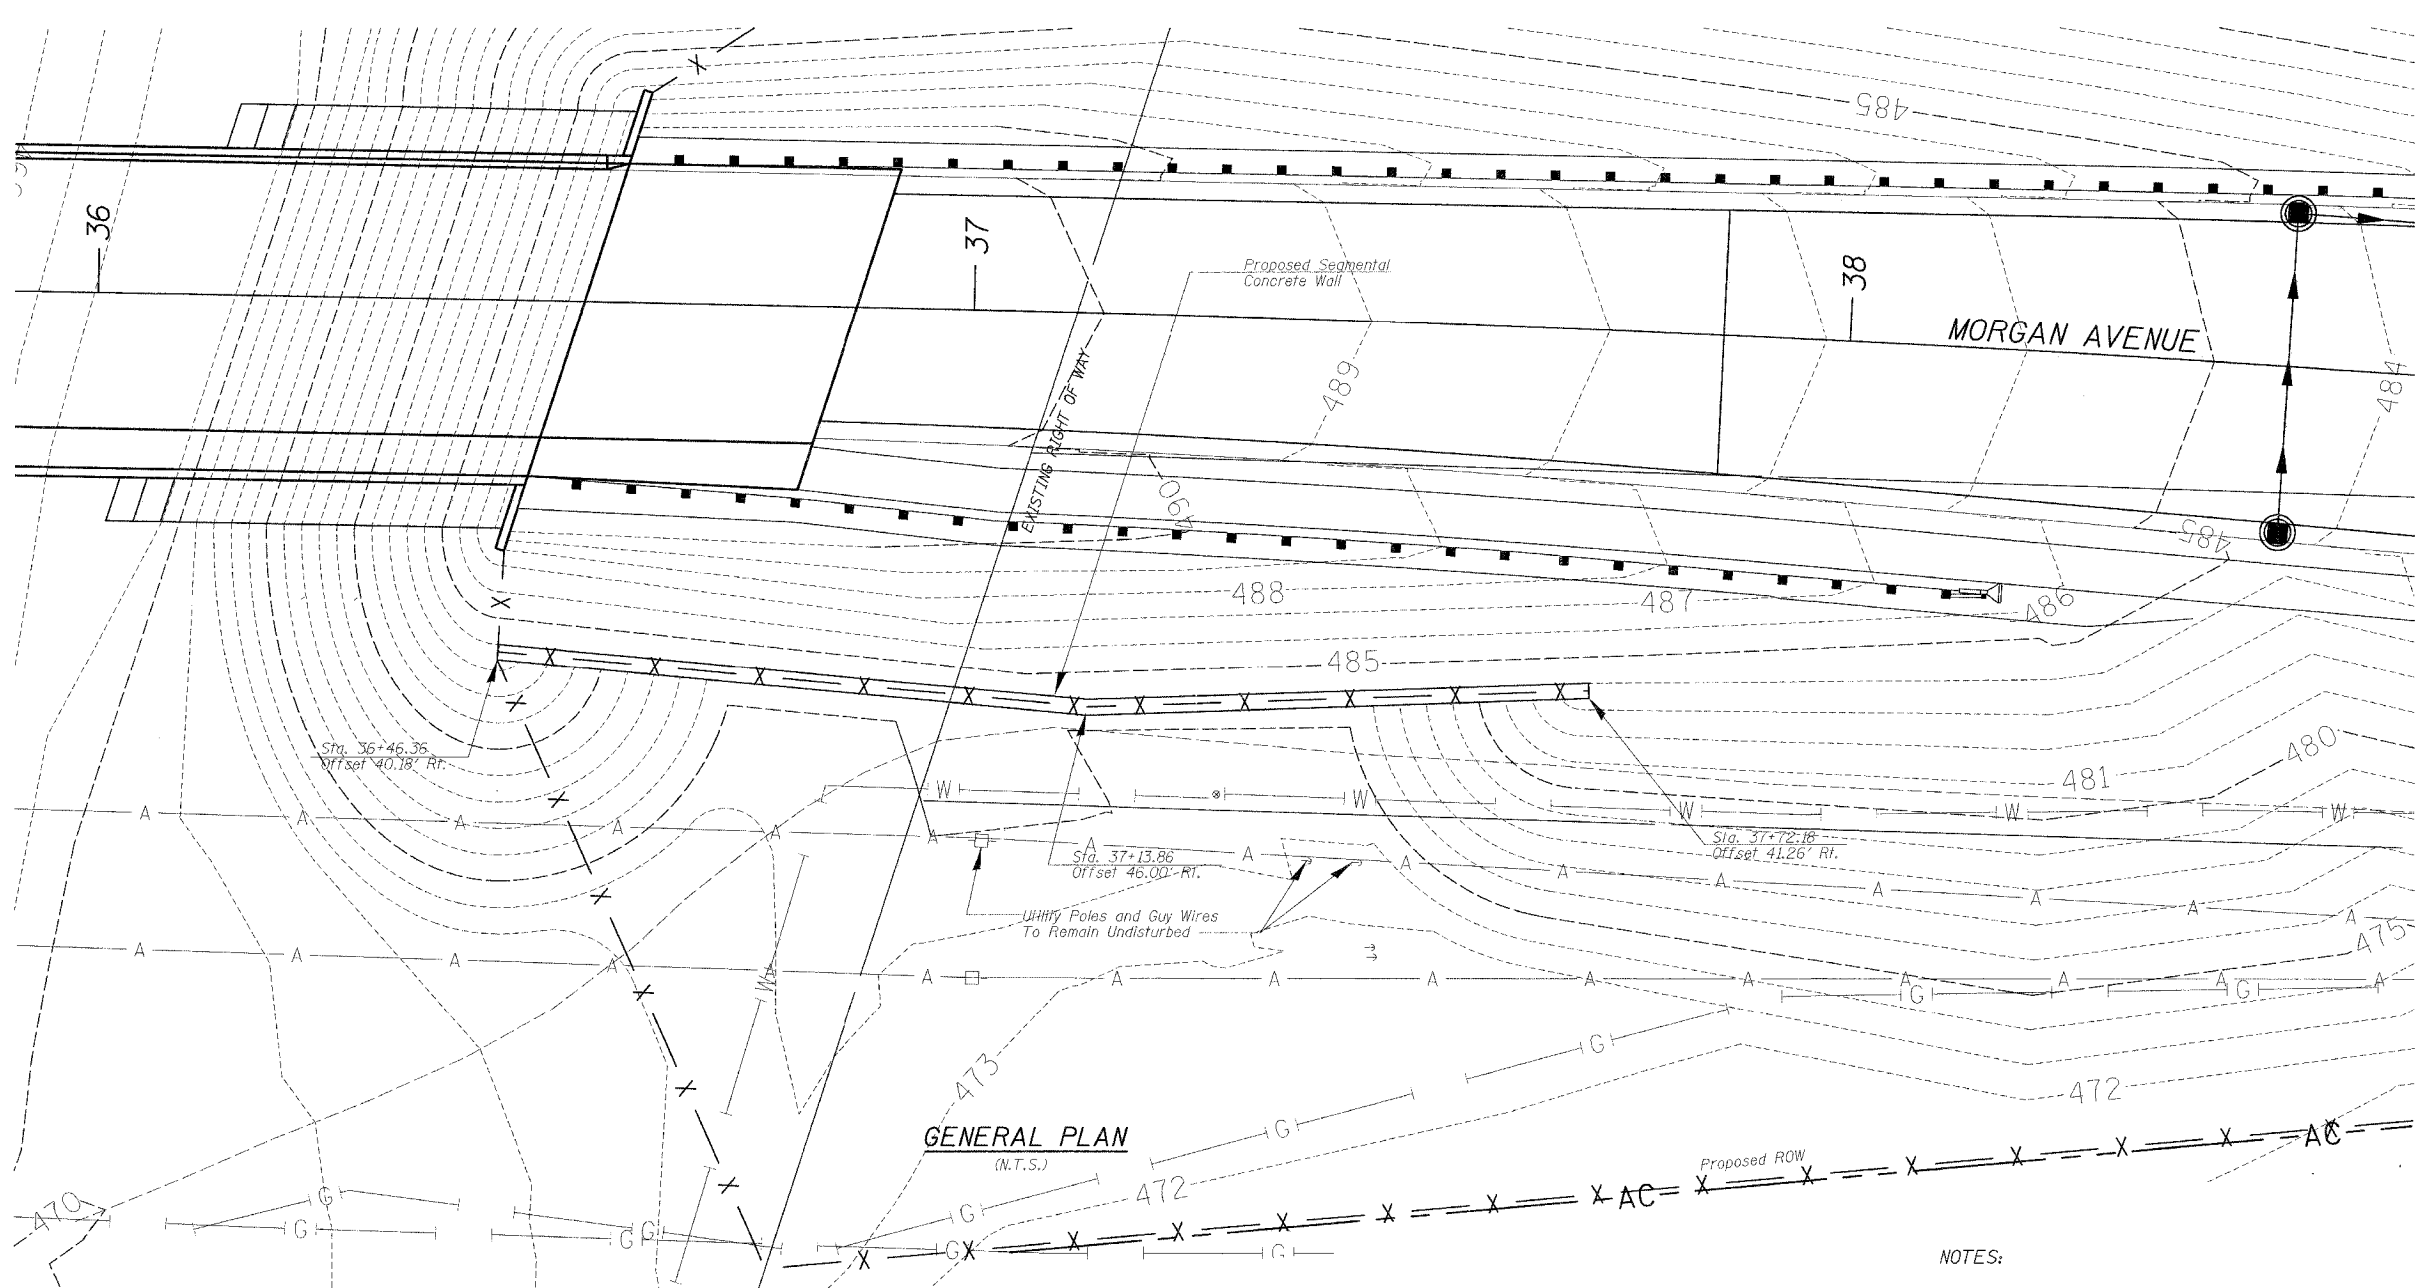 485
36
37
38
Proposed Segmental
Concrete Wall
MORGAN AVENUE
489
484
EXISTING RIGHT OF WAY
490
485
488
487
486
485
Sta. 36+46.36
Offset 40.18' Rt.
480
481
Sta. 37+72.18
Offset 41.26' Rt.
Sta. 37+13.86
Offset 46.00' Rt.
Utility Poles and Guy Wires
To Remain Undisturbed
475
473
472
GENERAL PLAN
(N.T.S.)
Proposed ROW
AC
AC
472
470
W
W
W
W
W
W
A A A A A A A A A A A A A A A
A A A A A A A A A A A A A A A
G G G G G G G G G G
X X X X X X X X X X
NOTES: